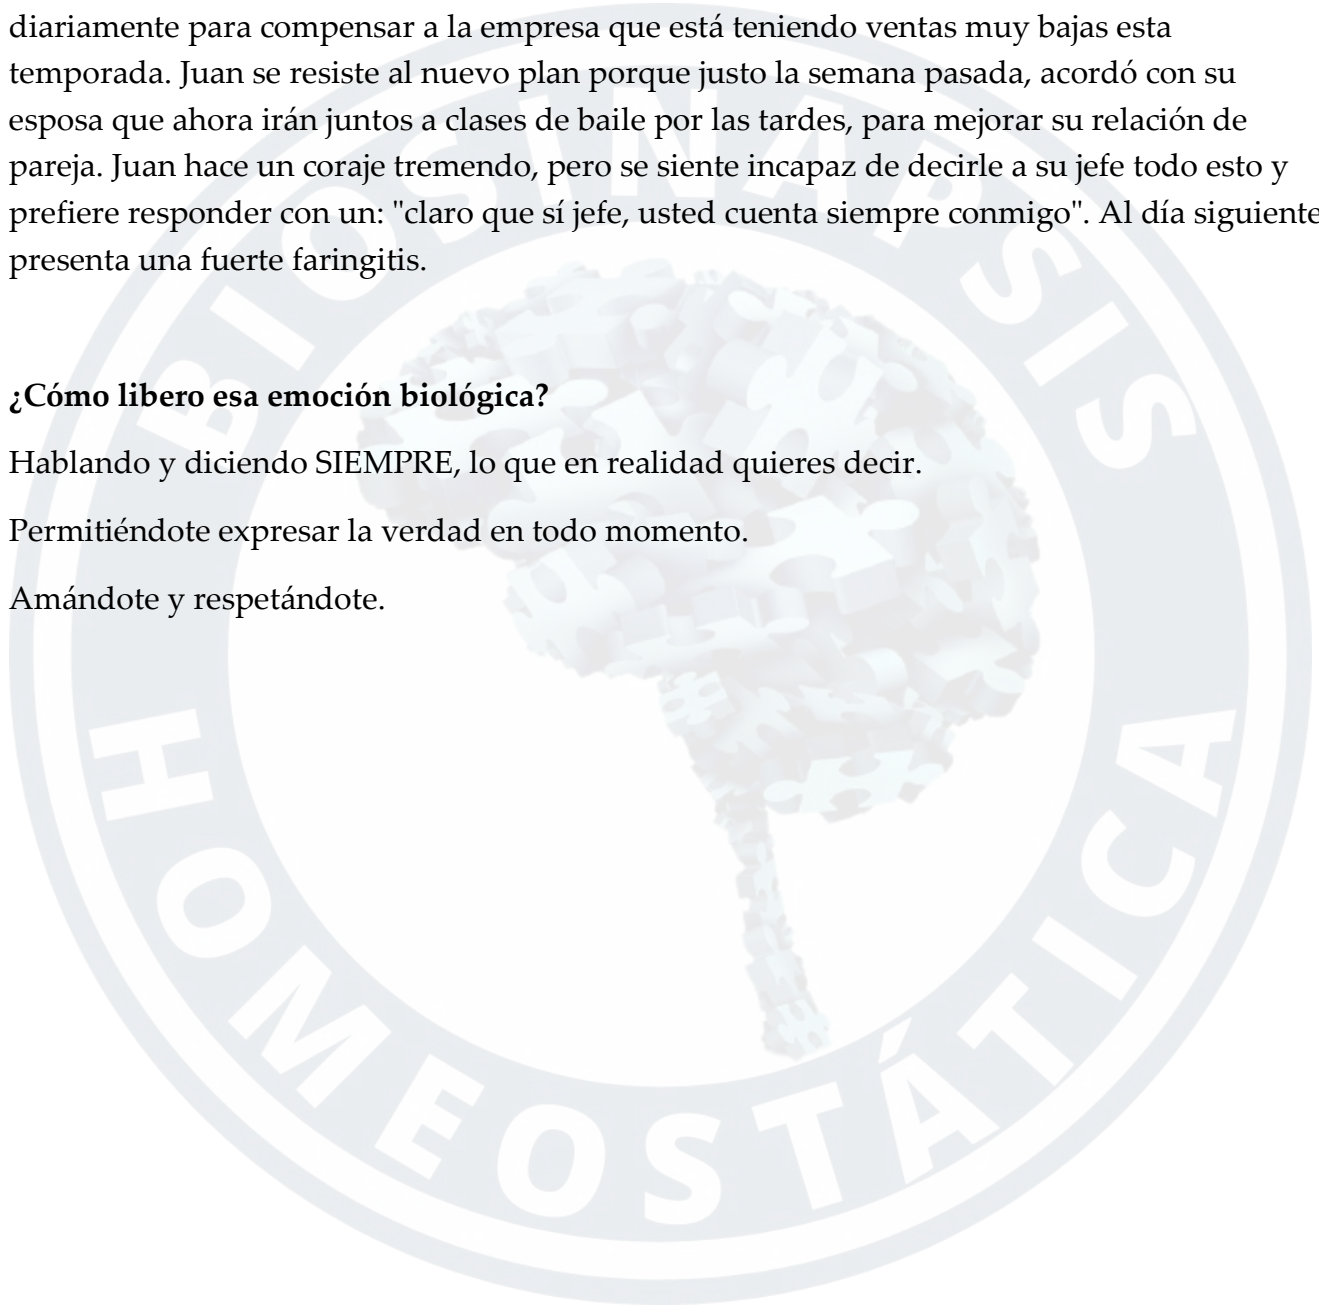 diariamente para compensar a la empresa que está teniendo ventas muy bajas esta
temporada. Juan se resiste al nuevo plan porque justo la semana pasada, acordó con su
esposa que ahora irán juntos a clases de baile por las tardes, para mejorar su relación de
pareja. Juan hace un coraje tremendo, pero se siente incapaz de decirle a su jefe todo esto y
prefiere responder con un: "claro que sí jefe, usted cuenta siempre conmigo". Al día siguiente
presenta una fuerte faringitis.
¿Cómo libero esa emoción biológica?
Hablando y diciendo SIEMPRE, lo que en realidad quieres decir.
Permitiéndote expresar la verdad en todo momento.
Amándote y respetándote.
BIOSINAPSIS
HOMEOSTÁTICA